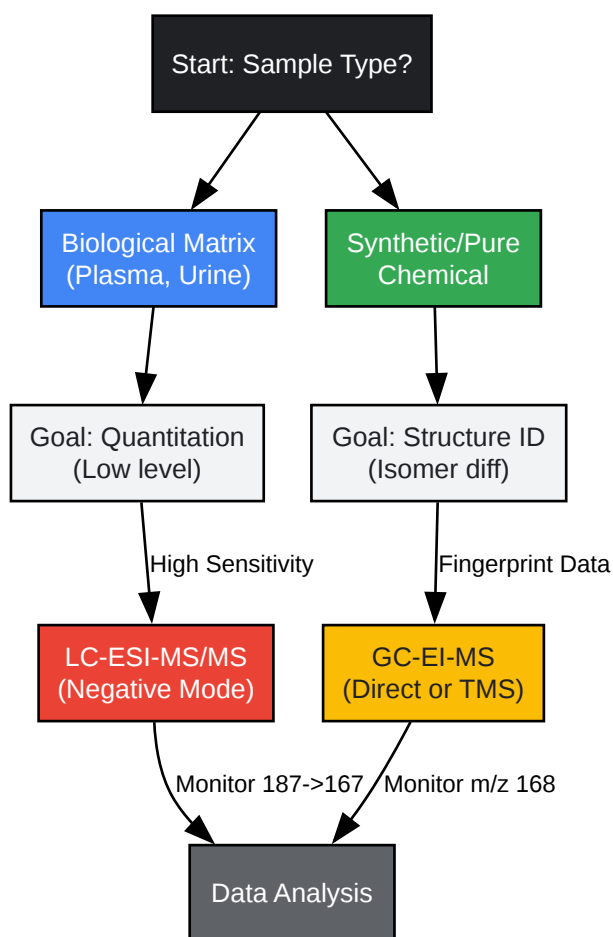 Start: Sample Type?
Biological Matrix
(Plasma, Urine)
Synthetic/Pure
Chemical
Goal: Quantitation
(Low level)
Goal: Structure ID
(Isomer diff)
High Sensitivity
Fingerprint Data
LC-ESI-MS/MS
(Negative Mode)
GC-EI-MS
(Direct or TMS)
Monitor 187->167
Monitor m/z 168
Data Analysis